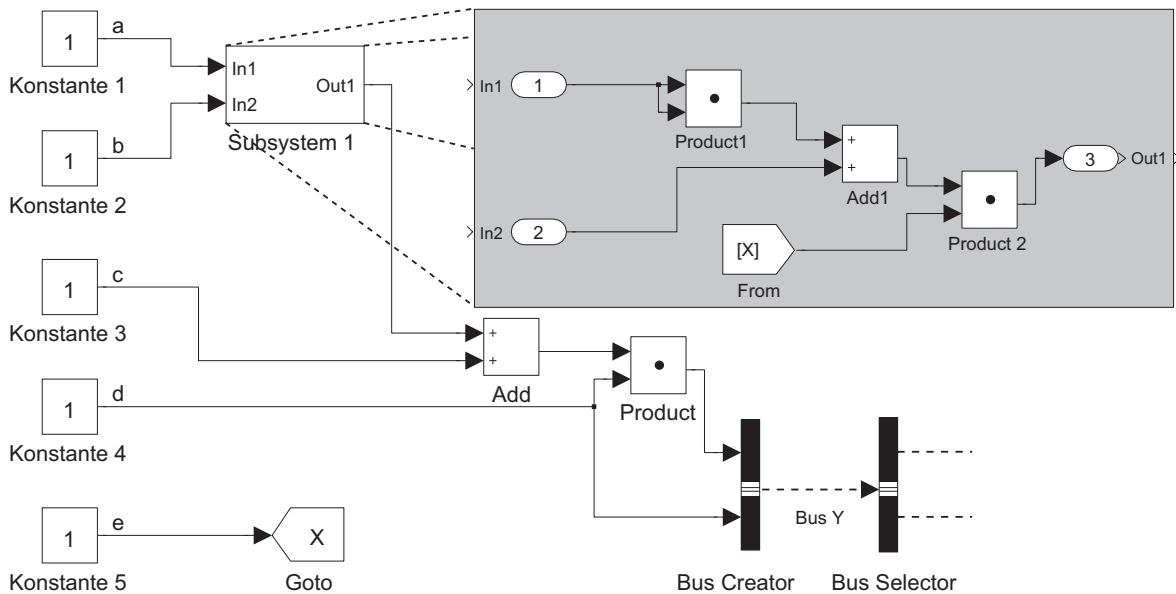 1
a
Konstante 1
1
b
Konstante 2
In1
In2
Out1
Subsystem 1
In1
1
Product1
In2
2
+
+
Add1
[X]
From
Product 2
3
Out1
1
c
Konstante 3
+
+
Add
1
d
Konstante 4
Product
Bus Y
1
e
Konstante 5
X
Goto
Bus Creator
Bus Selector